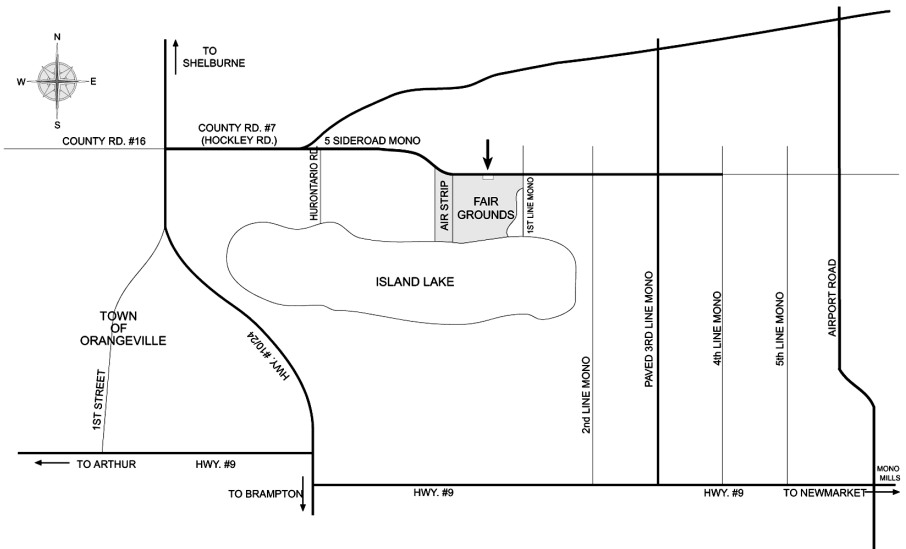 N
W
E
S
TO
SHELBURNE
COUNTY RD. #16
COUNTY RD. #7
(HOCKLEY RD.)
5 SIDEROAD MONO
HURONTARIO RD.
AIR STRIP
FAIR
GROUNDS
1ST LINE MONO
ISLAND LAKE
TOWN
OF
ORANGEVILLE
1ST STREET
HWY. #10/24
2nd LINE MONO
PAVED 3RD LINE MONO
4th LINE MONO
5th LINE MONO
AIRPORT ROAD
TO ARTHUR
HWY. #9
TO BRAMPTON
HWY. #9
HWY. #9
TO NEWMARKET
MONO
MILLS